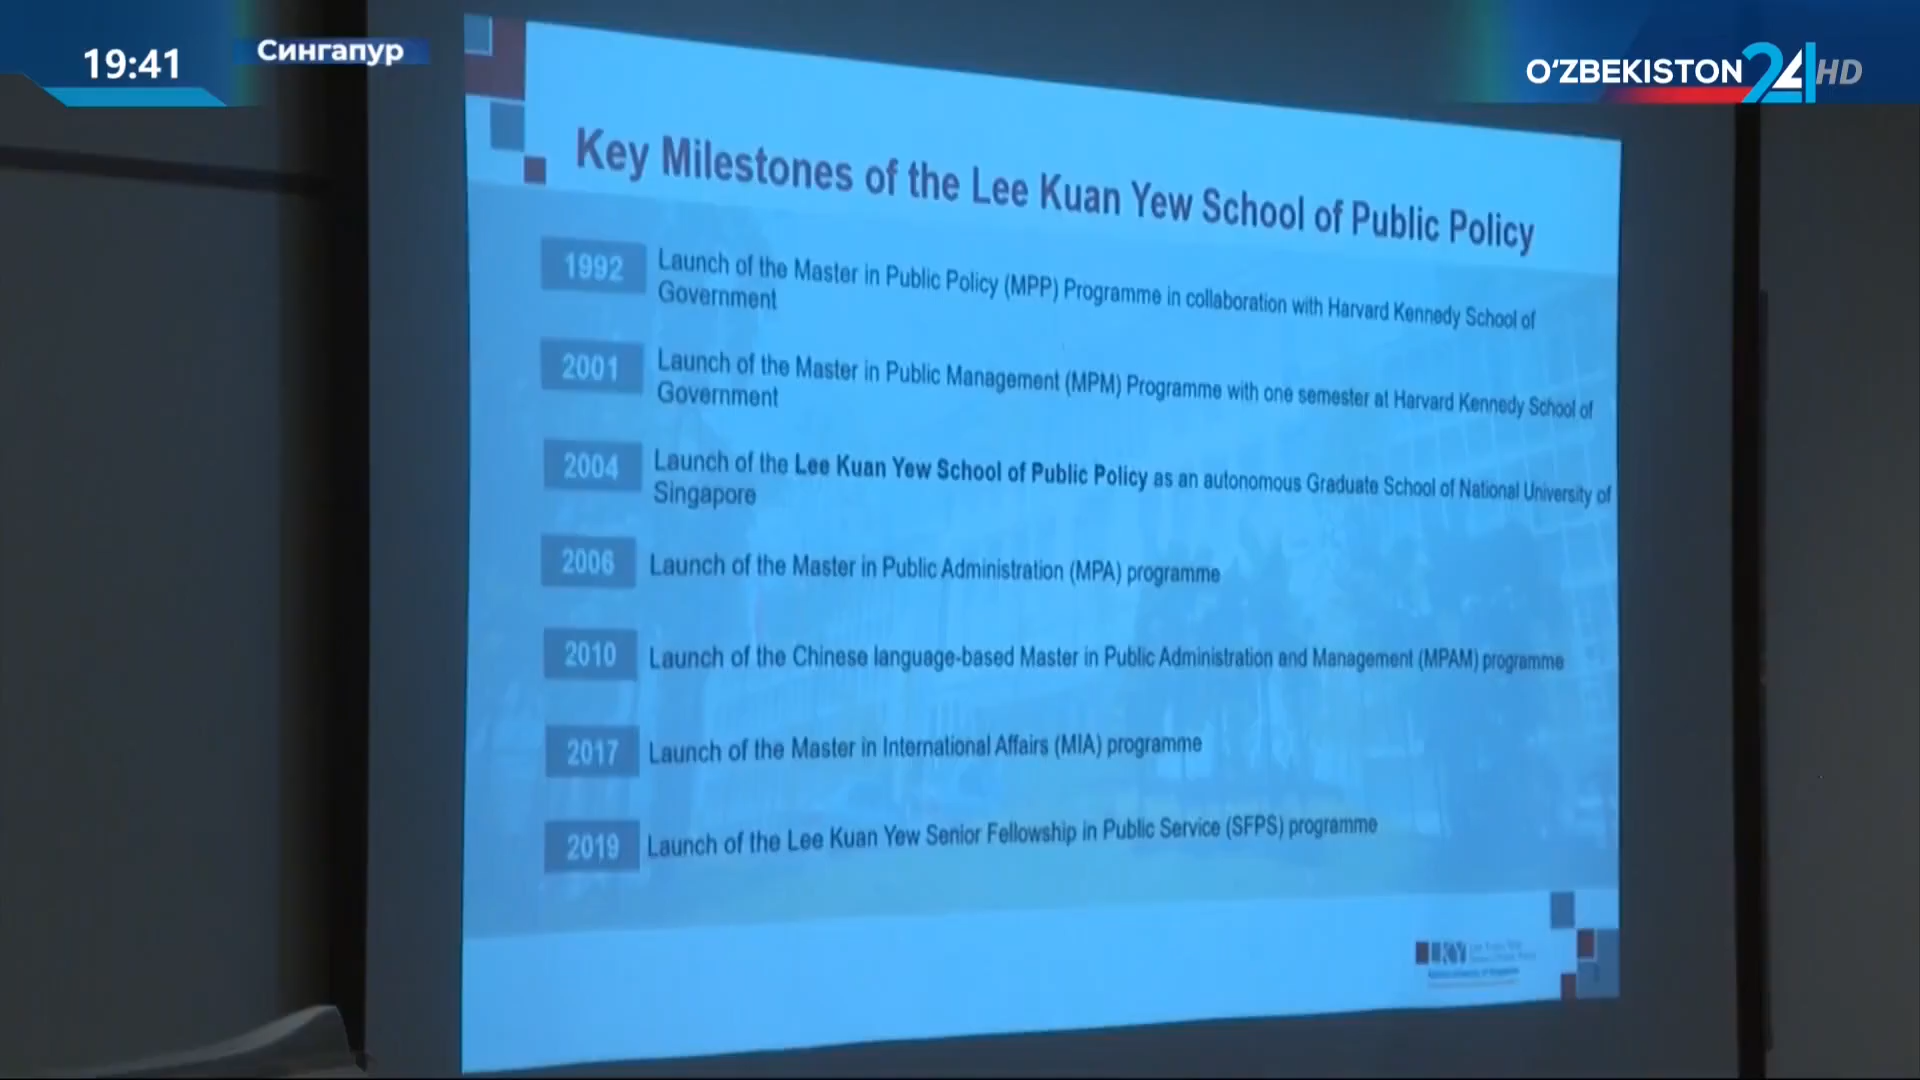 19:41
Сингапур
O‘ZBEKISTON 24 HD
Key Milestones of the Lee Kuan Yew School of Public Policy
1992 Launch of the Master in Public Policy (MPP) Programme in collaboration with Harvard Kennedy School of
Government
2001 Launch of the Master in Public Management (MPM) Programme with one semester at Harvard Kennedy School of
Government
2004 Launch of the Lee Kuan Yew School of Public Policy as an autonomous Graduate School of National University of
Singapore
2006 Launch of the Master in Public Administration (MPA) programme
2010 Launch of the Chinese language-based Master in Public Administration and Management (MPAM) programme
2017 Launch of the Master in International Affairs (MIA) programme
2019 Launch of the Lee Kuan Yew Senior Fellowship in Public Service (SFPS) programme
LKY